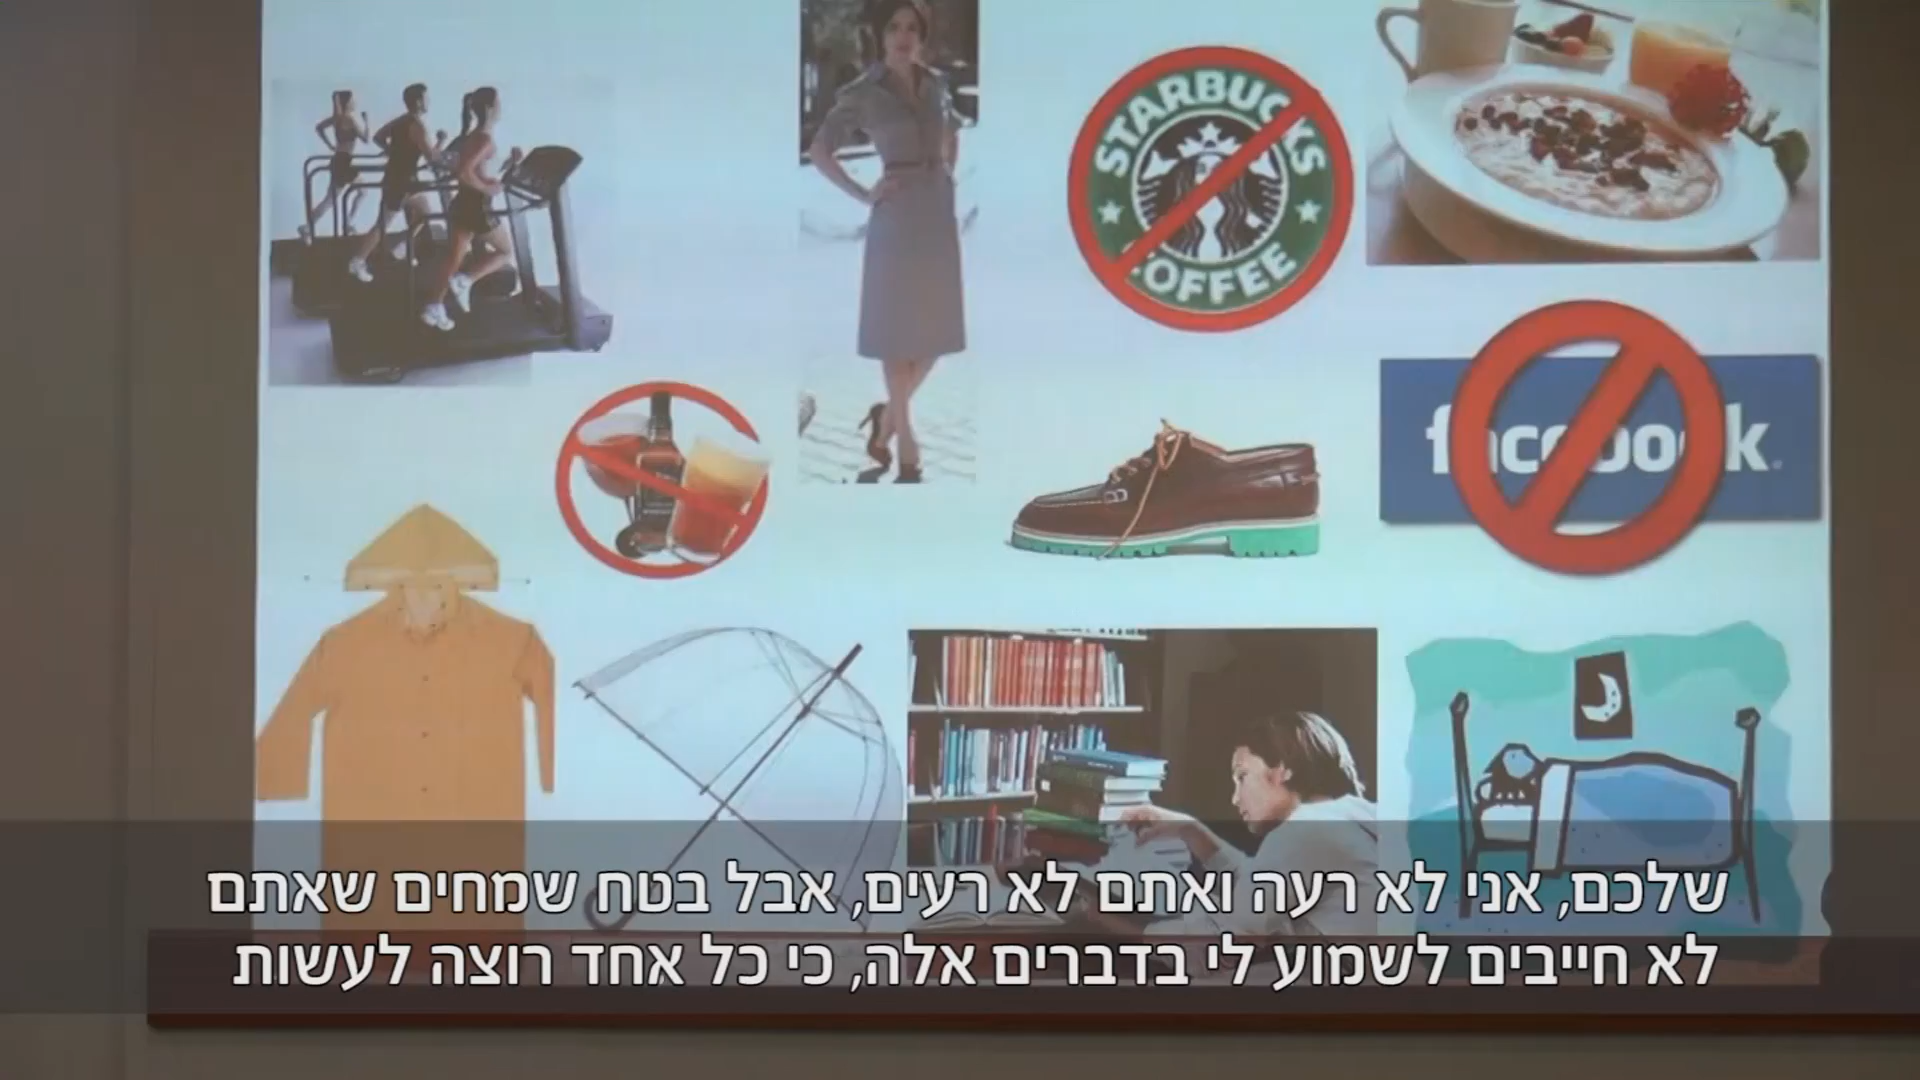 STARBUCKS
COFFEE
facebook
שלכם, אני לא רעה ואתם לא רעים, אבל בטח שמחים שאתם
לא חייבים לשמוע לי בדברים אלה, כי כל אחד רוצה לעשות